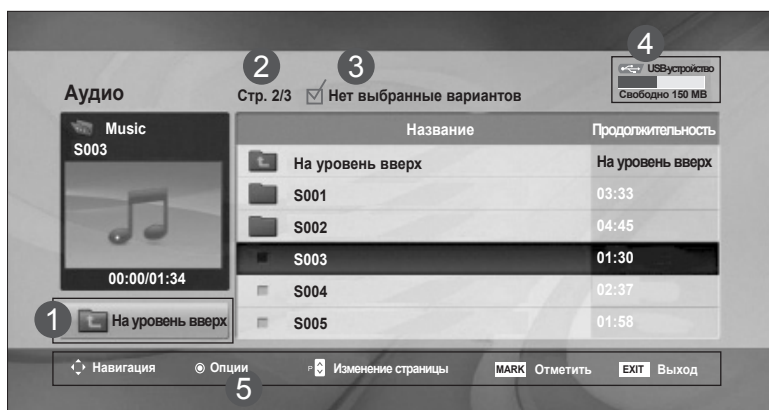 2 3 4
USB-устройство
Аудио Стр. 2/3 Нет выбранные вариантов Свободно 150 MB
Music Название Продолжительность
S003
На уровень вверх На уровень вверх
S001 03:33
S002 04:45
S003 01:30
00:00/01:34
S004 02:37
1 На уровень вверх S005 01:58
Навигация Опции P Изменение страницы MARK Отметить EXIT Выход
5